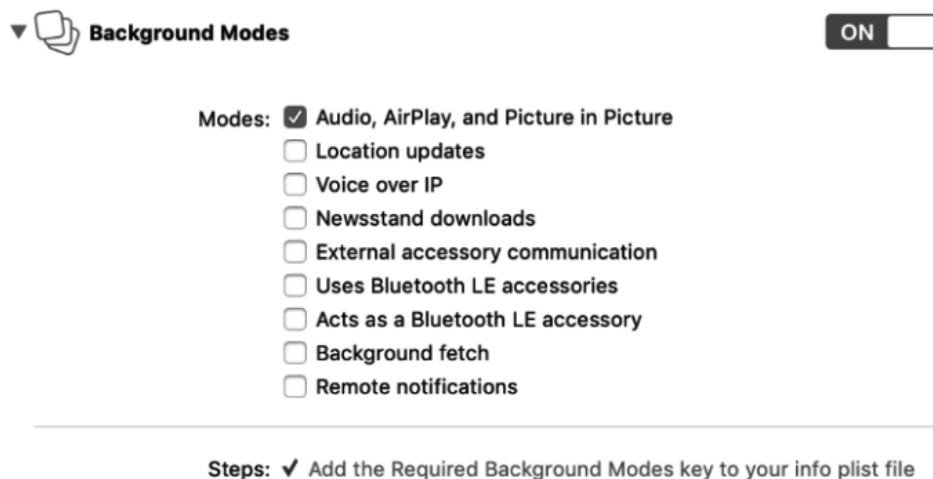 Background Modes
ON
Modes: Audio, AirPlay, and Picture in Picture
Location updates
Voice over IP
Newsstand downloads
External accessory communication
Uses Bluetooth LE accessories
Acts as a Bluetooth LE accessory
Background fetch
Remote notifications
Steps: ✓ Add the Required Background Modes key to your info plist file